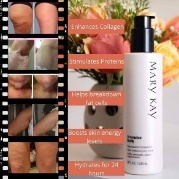 Enhances Collagen
Stimulates Proteins
Helps breakdown
fat cells
Boosts skin energy
levels
Hydrates for 24
hours
MARY KAY